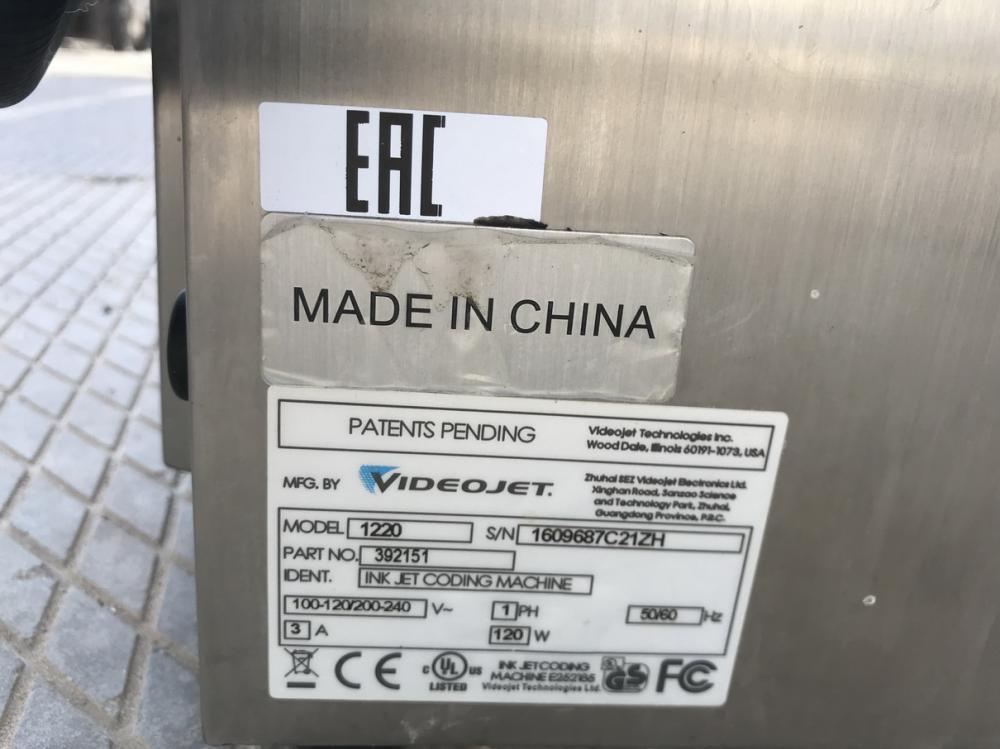 EAC
MADE IN CHINA
PATENTS PENDING
Videojet Technologies Inc.
Wood Dale, Illinois 60191-1073, USA
MFG. BY VIDEOJET.
Zhuhai SEZ Videojet Electronics Ltd.
Xinghan Road, Sanzao Science
and Technology Park, Zhuhai,
Guangdong Province, P.R.C.
MODEL 1220 S/N 1609687C21ZH
PART NO. 392151
IDENT. INK JET CODING MACHINE
100-120/200-240 V~ 1 PH 50/60 Hz
3 A 120 W
CE
c UL us
LISTED
INK JET CODING
MACHINE E252185
Videojet Technologies Ltd.
GS
FC